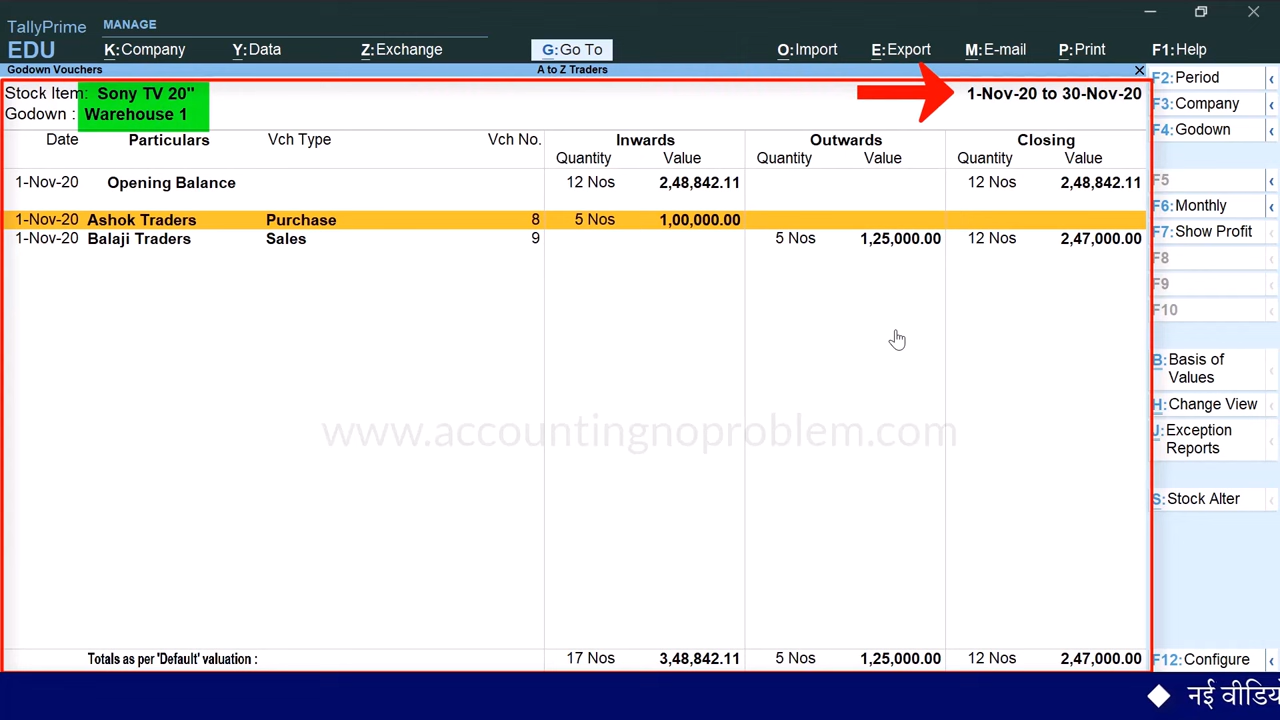 TallyPrime MANAGE
EDU K:Company Y:Data Z:Exchange G:Go To O:Import E:Export M:E-mail P:Print F1:Help
Godown Vouchers A to Z Traders ×
Stock Item: Sony TV 20" 1-Nov-20 to 30-Nov-20
Godown : Warehouse 1
Date Particulars Vch Type Vch No. Inwards Outwards Closing
Quantity Value Quantity Value Quantity Value
1-Nov-20 Opening Balance 12 Nos 2,48,842.11 12 Nos 2,48,842.11
1-Nov-20 Ashok Traders Purchase 8 5 Nos 1,00,000.00
1-Nov-20 Balaji Traders Sales 9 5 Nos 1,25,000.00 12 Nos 2,47,000.00
www.accountingnoproblem.com
Totals as per 'Default' valuation : 17 Nos 3,48,842.11 5 Nos 1,25,000.00 12 Nos 2,47,000.00
F2:Period
F3:Company
F4:Godown
F5
F6:Monthly
F7:Show Profit
F8
F9
F10
B:Basis of
Values
H:Change View
J:Exception
Reports
S:Stock Alter
F12:Configure
नई वीडियो